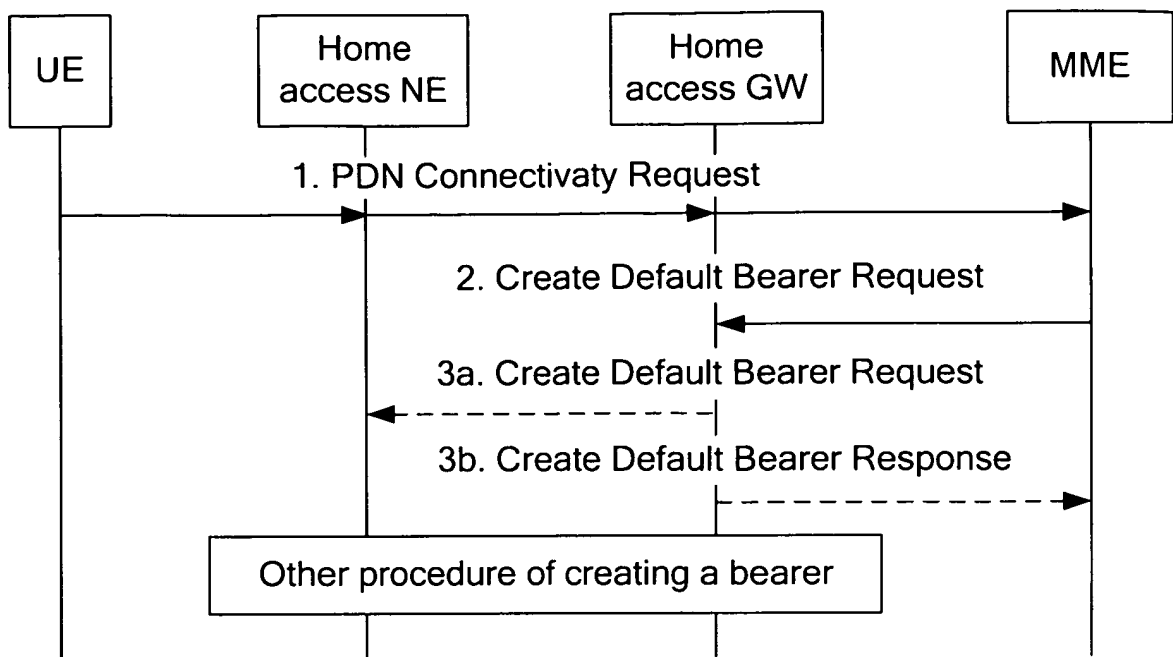 UE
Home
access NE
Home
access GW
MME
1. PDN Connectivaty Request
2. Create Default Bearer Request
3a. Create Default Bearer Request
3b. Create Default Bearer Response
Other procedure of creating a bearer